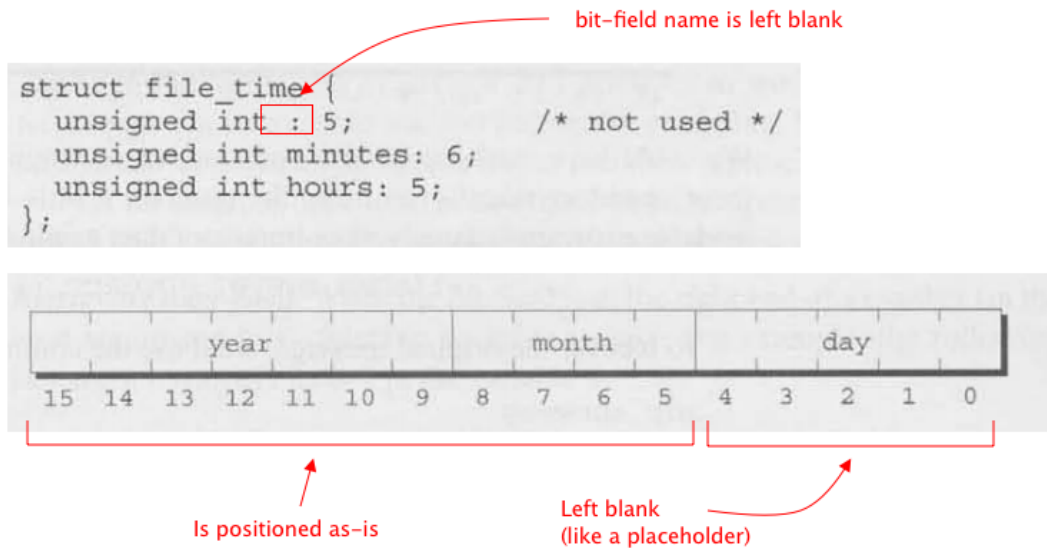 bit-field name is left blank
struct file_time {
unsigned int : 5; /* not used */
unsigned int minutes: 6;
unsigned int hours: 5;
};
year month day
15 14 13 12 11 10 9 8 7 6 5 4 3 2 1 0
Is positioned as-is
Left blank
(like a placeholder)